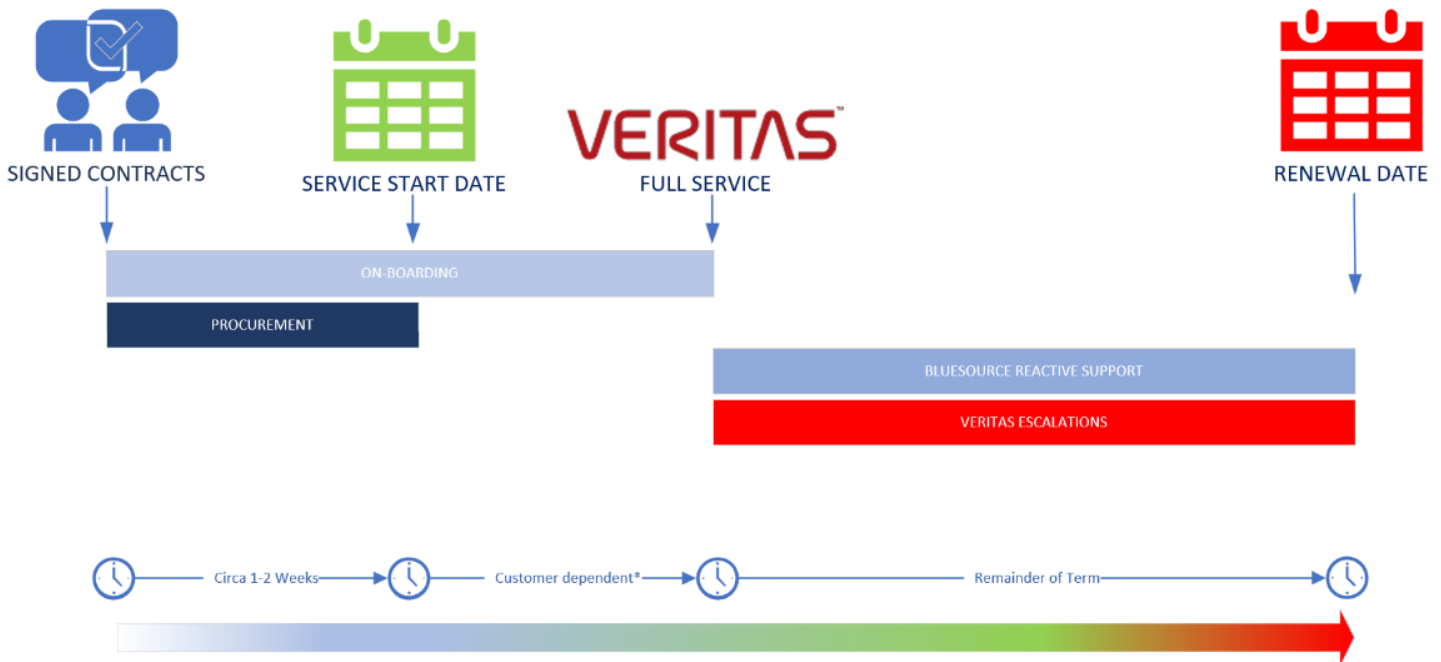 VERITAS™
SIGNED CONTRACTS
SERVICE START DATE
FULL SERVICE
RENEWAL DATE
ON-BOARDING
PROCUREMENT
BLUESOURCE REACTIVE SUPPORT
VERITAS ESCALATIONS
Circa 1-2 Weeks
Customer dependent*
Remainder of Term